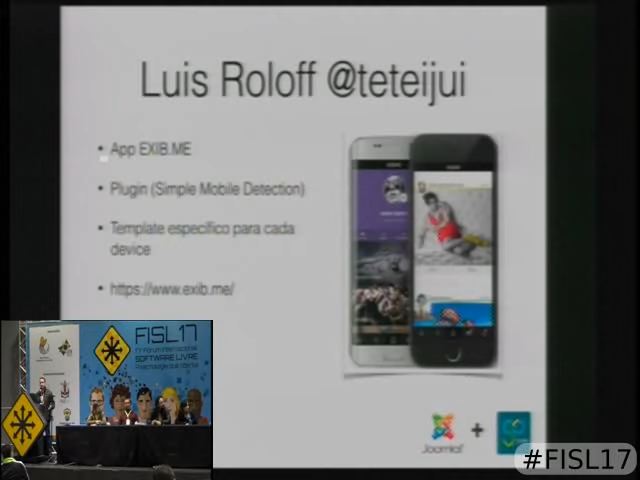 Luis Roloff @teteijui
• App EXIB.ME
• Plugin (Simple Mobile Detection)
• Template específico para cada
device
• https://www.exib.me/
FISL17
SOFTWARE LIVRE
Joomla!
+
#FISL17